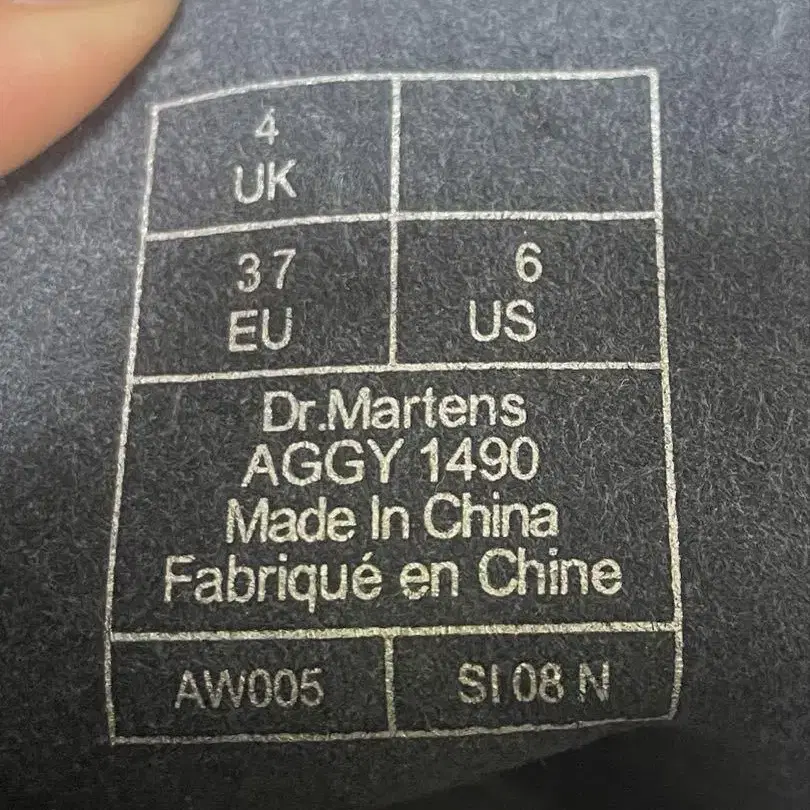 4
UK
37
EU
6
US
Dr.Martens
AGGY 1490
Made In China
Fabriqué en Chine
AW005
SI 08 N